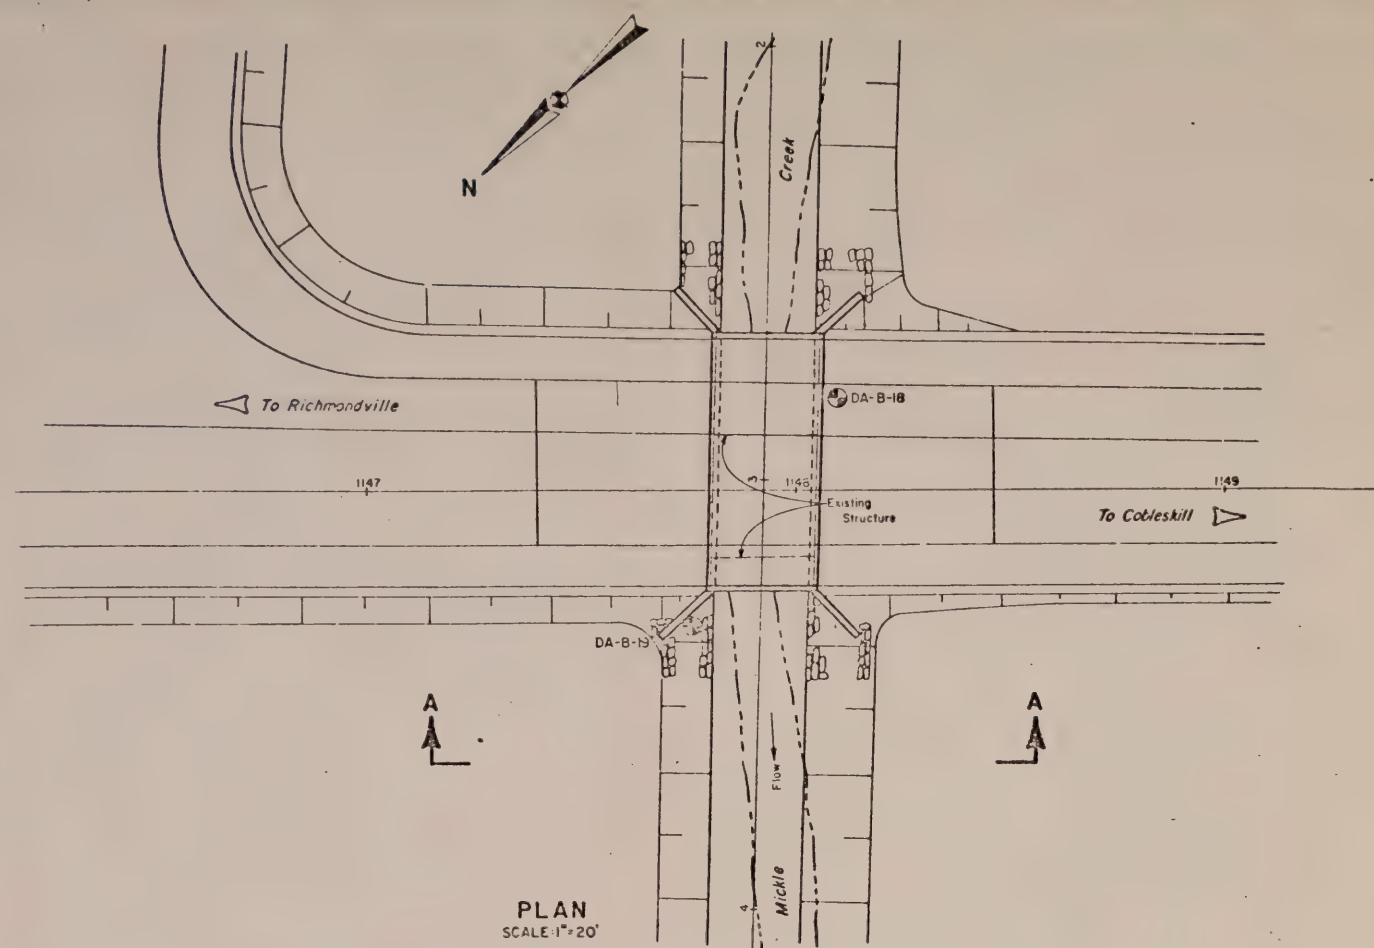 2
Creek
N
To Richmondville
DA-B-18
1147
3
1148
1149
Existing
Structure
To Cobleskill
DA-B-19
A
A
Flow
Mickle
4
PLAN
SCALE:1"=20'